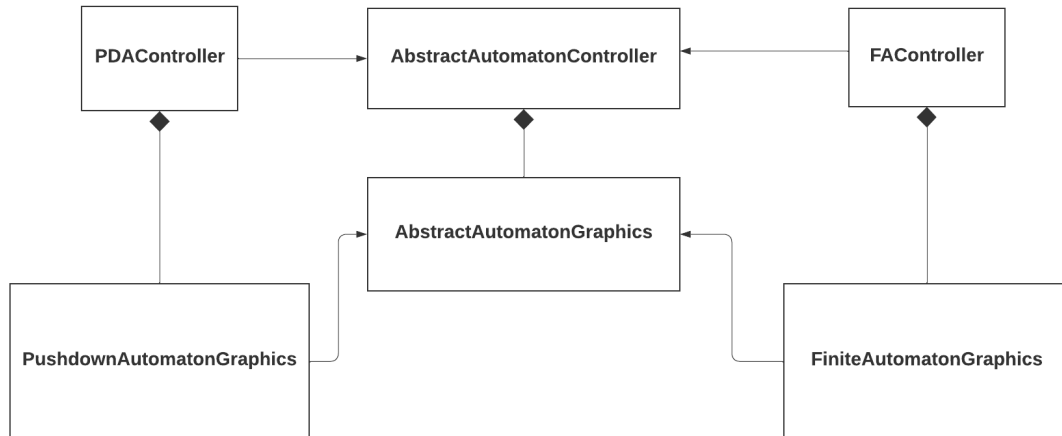 PDAController
AbstractAutomatonController
FAController
AbstractAutomatonGraphics
PushdownAutomatonGraphics
FiniteAutomatonGraphics